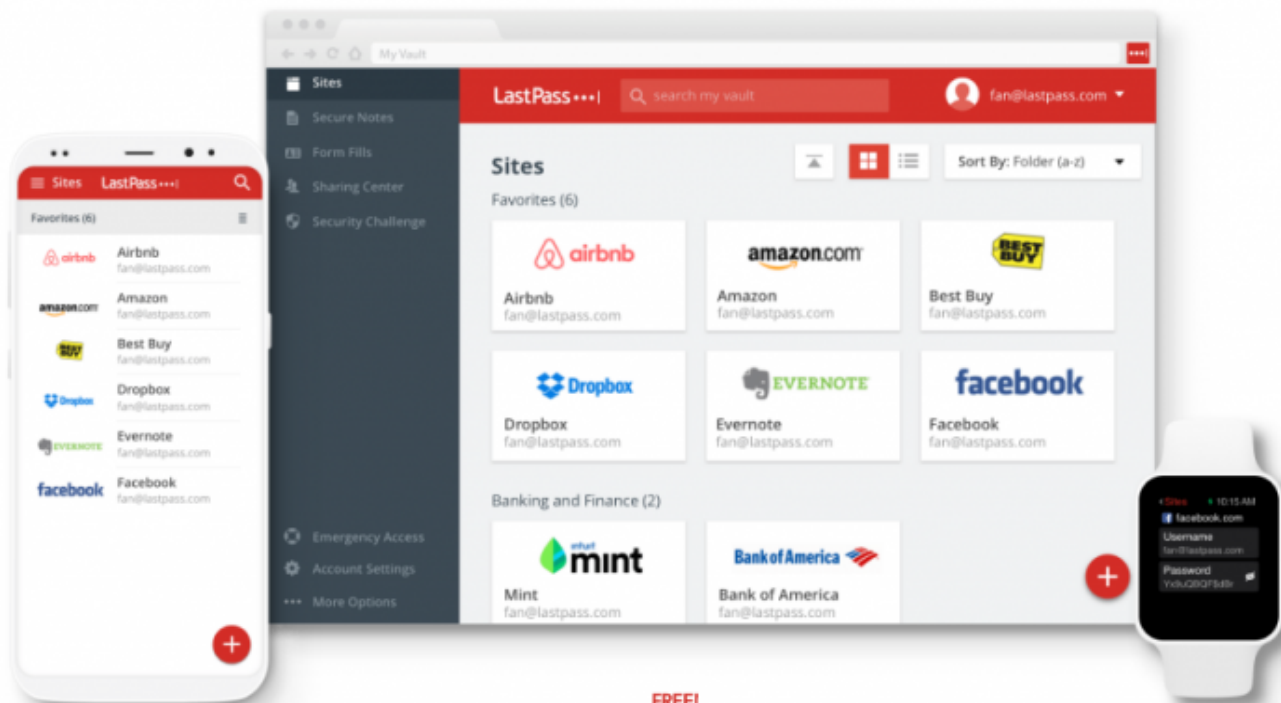 My Vault
Sites
Secure Notes
Form Fills
Sharing Center
Security Challenge
Emergency Access
Account Settings
More Options
LastPass
search my vault
fan@lastpass.com
Sites
Sort By: Folder (a-z)
Favorites (6)
airbnb
Airbnb
fan@lastpass.com
amazon.com
Amazon
fan@lastpass.com
BEST BUY
Best Buy
fan@lastpass.com
Dropbox
Dropbox
fan@lastpass.com
EVERNOTE
Evernote
fan@lastpass.com
facebook
Facebook
fan@lastpass.com
Banking and Finance (2)
intuit
mint
Mint
fan@lastpass.com
Bank of America
Bank of America
fan@lastpass.com
Sites LastPass
Favorites (6)
airbnb
Airbnb
fan@lastpass.com
amazon.com
Amazon
fan@lastpass.com
BEST BUY
Best Buy
fan@lastpass.com
Dropbox
Dropbox
fan@lastpass.com
EVERNOTE
Evernote
fan@lastpass.com
facebook
Facebook
fan@lastpass.com
Sites 10:15 AM
facebook.com
Username
fan@lastpass.com
Password
FREE!